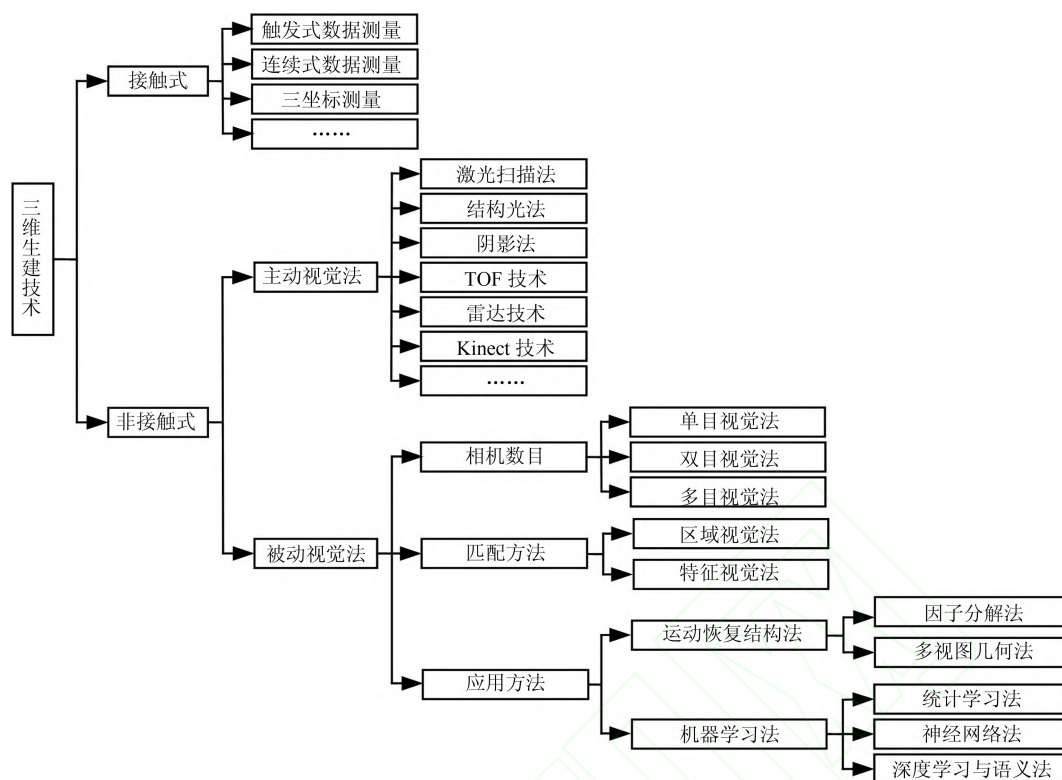 三维生建技术
接触式
触发式数据测量
连续式数据测量
三坐标测量
……
非接触式
主动视觉法
激光扫描法
结构光法
阴影法
TOF 技术
雷达技术
Kinect 技术
……
被动视觉法
相机数目
单目视觉法
双目视觉法
多目视觉法
匹配方法
区域视觉法
特征视觉法
应用方法
运动恢复结构法
因子分解法
多视图几何法
机器学习法
统计学习法
神经网络法
深度学习与语义法